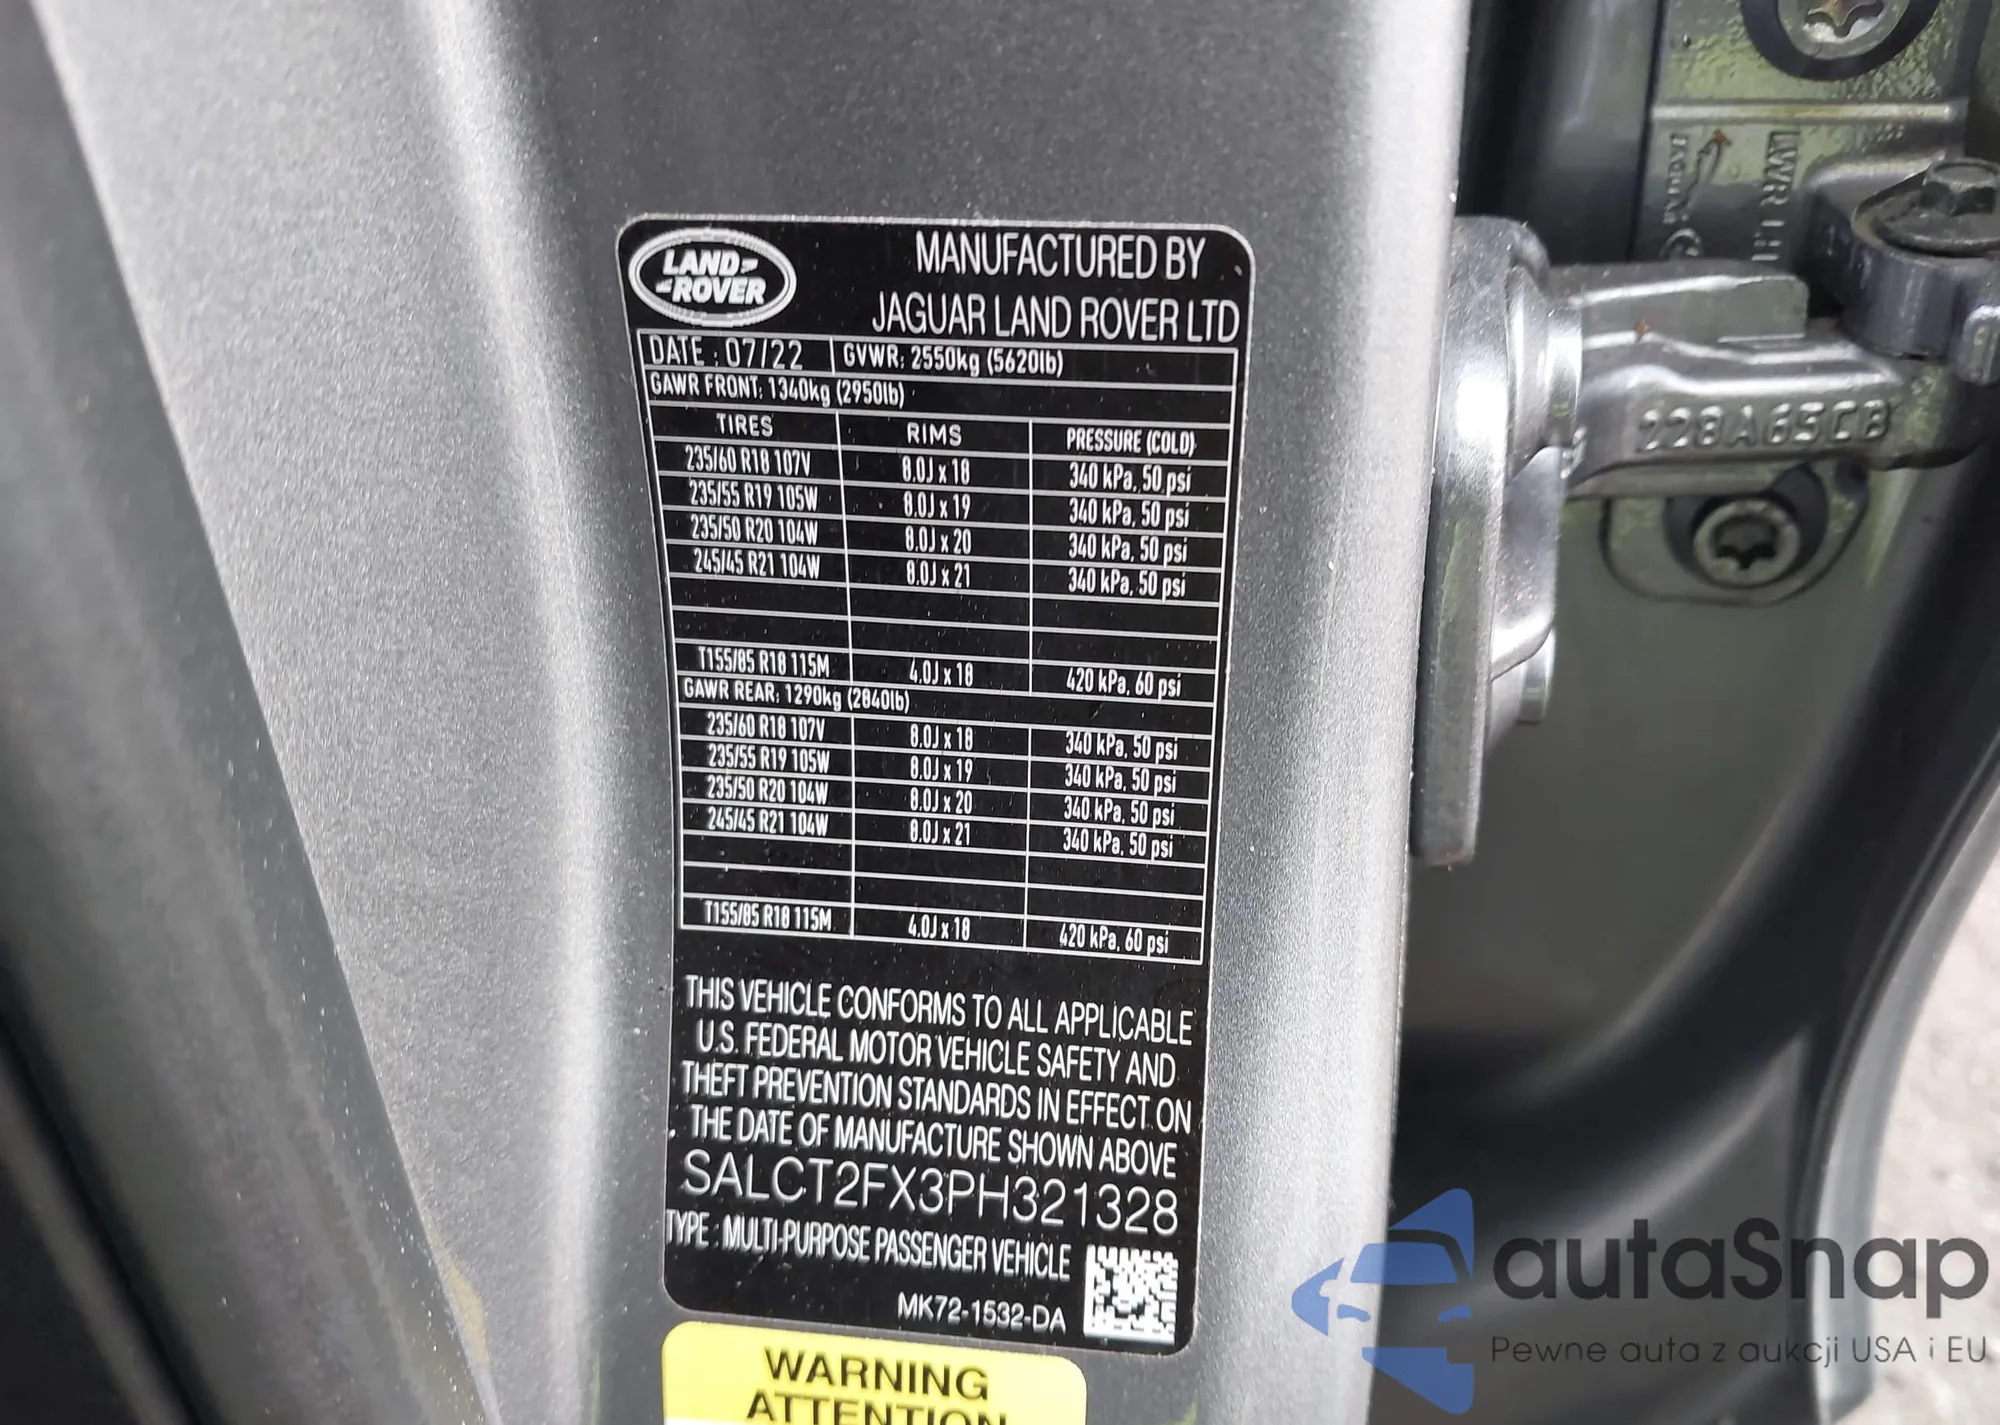 LAND-
-ROVER
MANUFACTURED BY
JAGUAR LAND ROVER LTD
DATE : 07/22 GVWR: 2550kg (5620lb)
GAWR FRONT: 1340kg (2950lb)
TIRES RIMS PRESSURE (COLD)
235/60 R18 107V 8.0J x 18 340 kPa, 50 psi
235/55 R19 105W 8.0J x 19 340 kPa, 50 psi
235/50 R20 104W 8.0J x 20 340 kPa, 50 psi
245/45 R21 104W 8.0J x 21 340 kPa, 50 psi
T155/85 R18 115M 4.0J x 18 420 kPa, 60 psi
GAWR REAR: 1290kg (2840lb)
235/60 R18 107V 8.0J x 18 340 kPa, 50 psi
235/55 R19 105W 8.0J x 19 340 kPa, 50 psi
235/50 R20 104W 8.0J x 20 340 kPa, 50 psi
245/45 R21 104W 8.0J x 21 340 kPa, 50 psi
T155/85 R18 115M 4.0J x 18 420 kPa, 60 psi
THIS VEHICLE CONFORMS TO ALL APPLICABLE
U.S. FEDERAL MOTOR VEHICLE SAFETY AND
THEFT PREVENTION STANDARDS IN EFFECT ON
THE DATE OF MANUFACTURE SHOWN ABOVE
SALCT2FX3PH321328
TYPE : MULTI-PURPOSE PASSENGER VEHICLE
MK72-1532-DA
WARNING
ATTENTION
228A65CB
autaSnap
Pewne auta z aukcji USA i EU